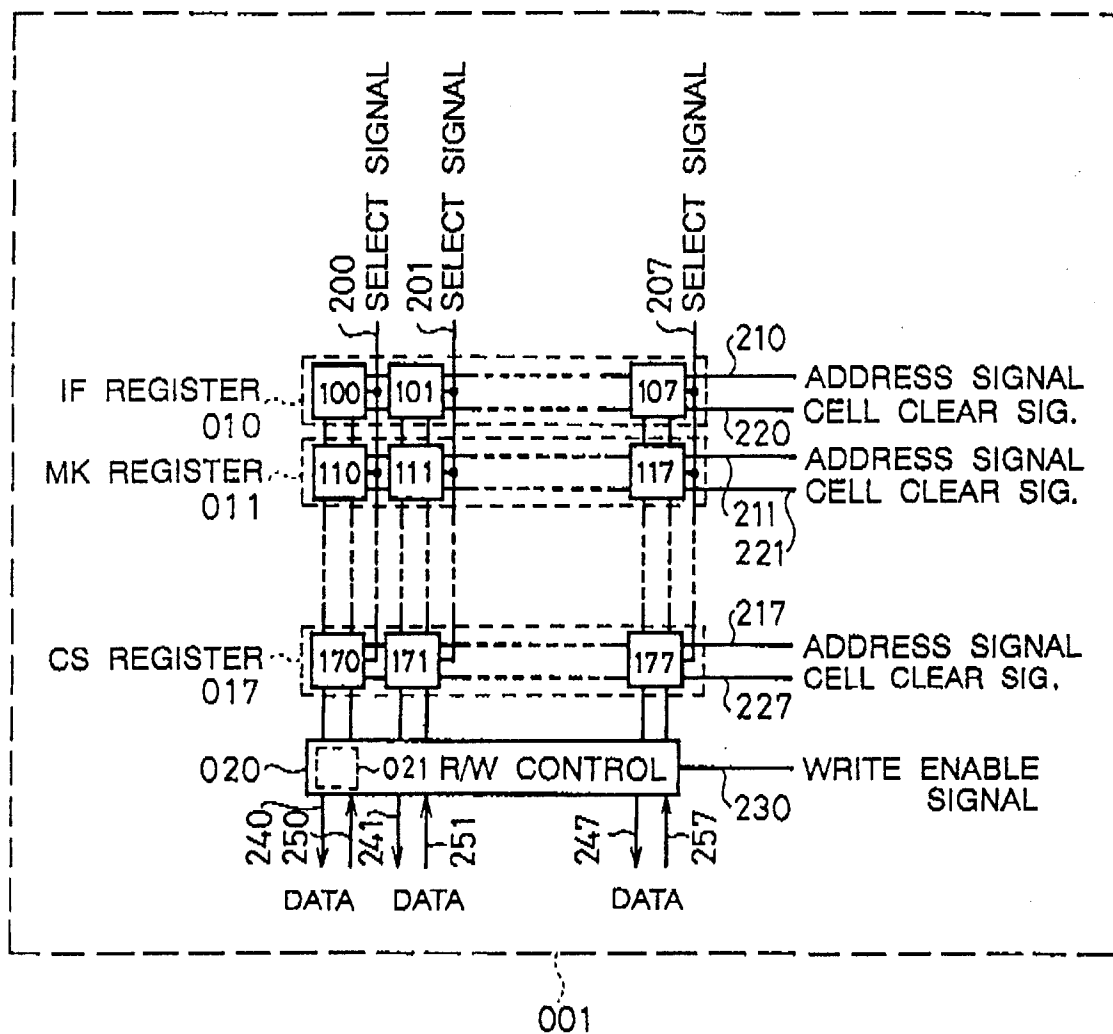 200 SELECT SIGNAL
201 SELECT SIGNAL
207 SELECT SIGNAL
210
IF REGISTER
010
100
101
107
ADDRESS SIGNAL
CELL CLEAR SIG.
220
MK REGISTER
011
110
111
117
ADDRESS SIGNAL
CELL CLEAR SIG.
211
221
217
CS REGISTER
017
170
171
177
ADDRESS SIGNAL
CELL CLEAR SIG.
227
020
021 R/W CONTROL
WRITE ENABLE
SIGNAL
230
240
250
241
251
247
257
DATA
DATA
DATA
001